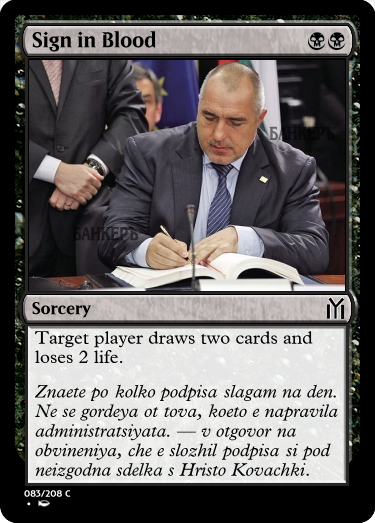 Sign in Blood
БАНКЕРЪ
БАНКЕРЪ
Sorcery
Target player draws two cards and
loses 2 life.
Znaete po kolko podpisa slagam na den.
Ne se gordeya ot tova, koeto e napravila
administratsiyata. — v otgovor na
obvineniya, che e slozhil podpisa si pod
neizgodna sdelka s Hristo Kovachki.
083/208 C